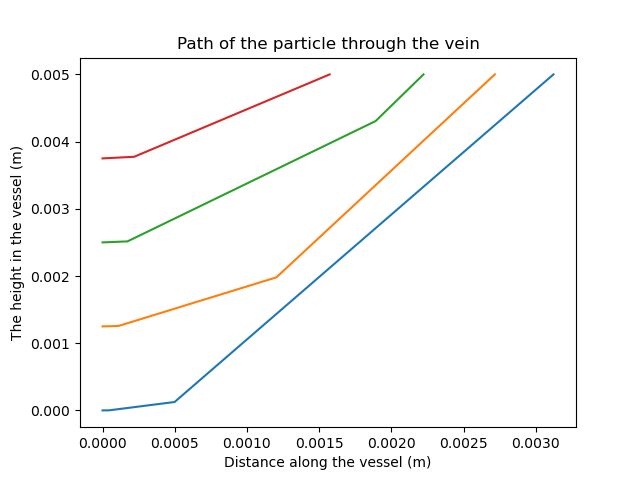 Path of the particle through the vein
0.005
0.004
0.003
0.002
0.001
0.000
The height in the vessel (m)
0.0000 0.0005 0.0010 0.0015 0.0020 0.0025 0.0030
Distance along the vessel (m)